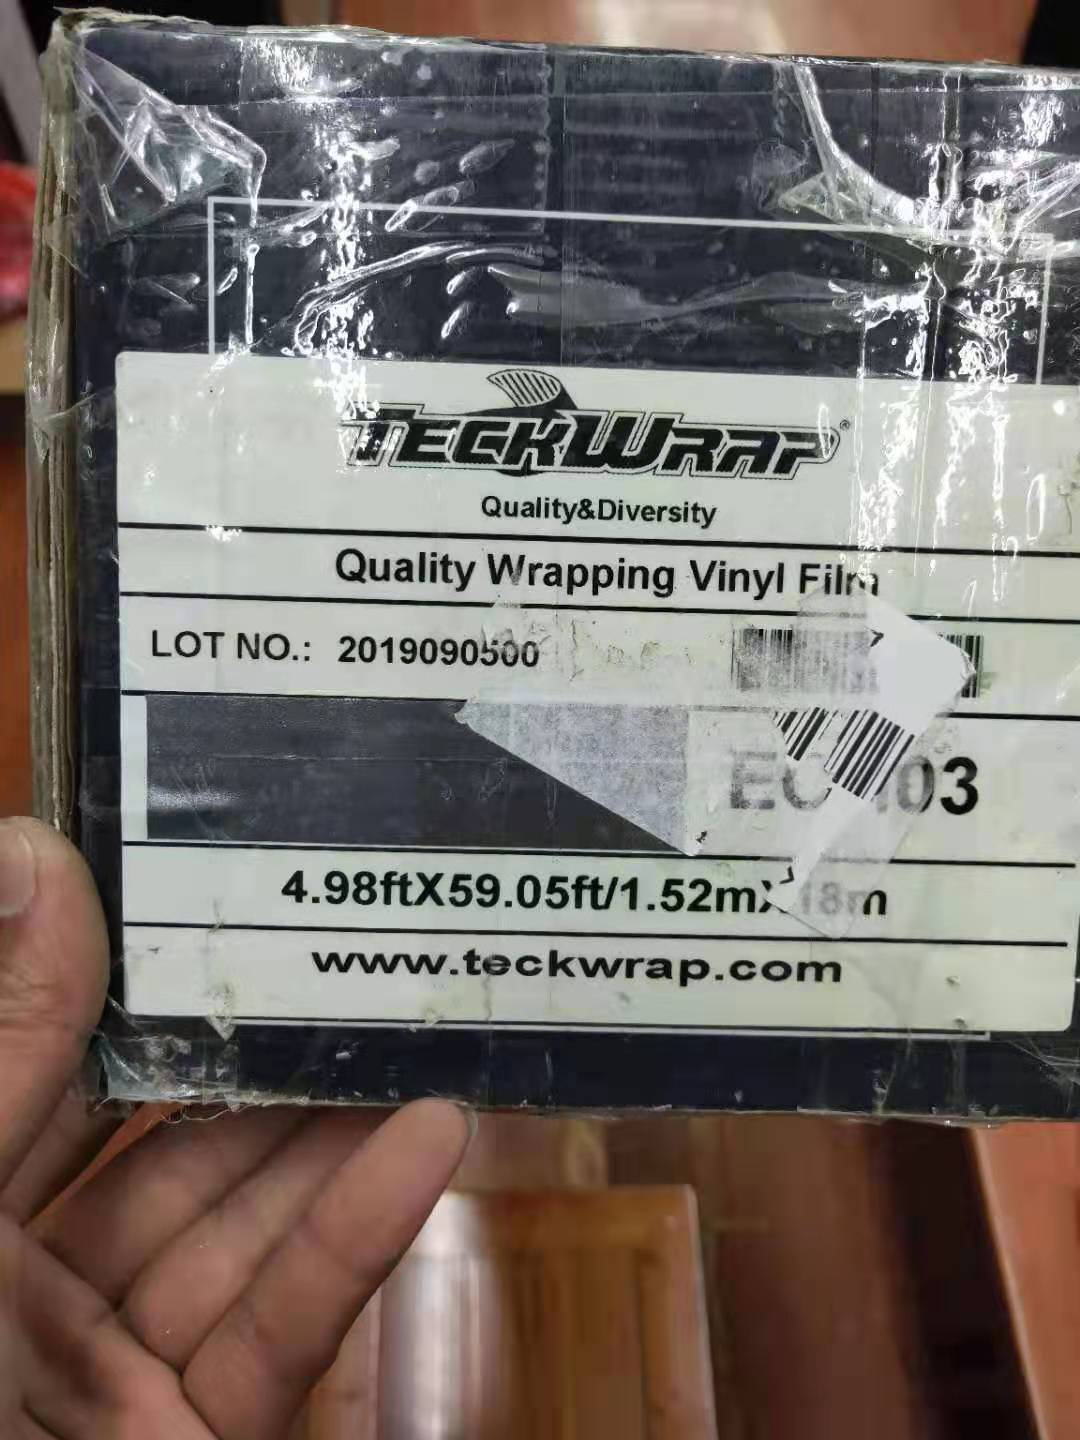 TECKWRAP®
Quality&Diversity
Quality Wrapping Vinyl Film
LOT NO.: 2019090500
4.98ftX59.05ft/1.52mX18m
www.teckwrap.com